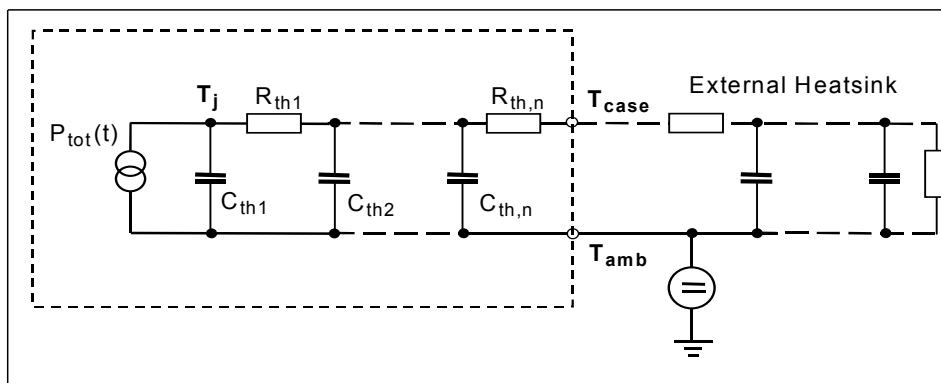 External Heatsink
T_j
R_th1
R_th,n
T_case
P_tot(t)
C_th1
C_th2
C_th,n
T_amb